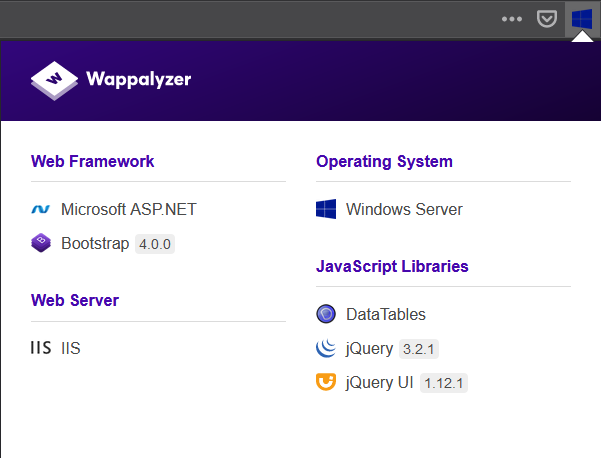 W Wappalyzer
Web Framework
Microsoft ASP.NET
Bootstrap 4.0.0
Web Server
IIS IIS
Operating System
Windows Server
JavaScript Libraries
DataTables
jQuery 3.2.1
jQuery UI 1.12.1